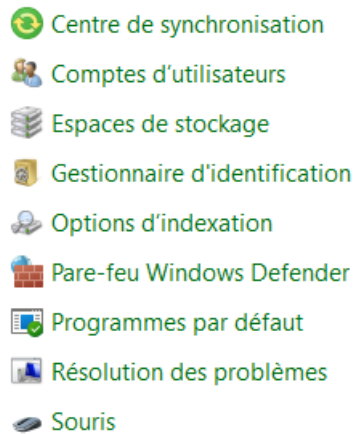 Centre de synchronisation
Comptes d’utilisateurs
Espaces de stockage
Gestionnaire d'identification
Options d’indexation
Pare-feu Windows Defender
Programmes par défaut
Résolution des problèmes
Souris